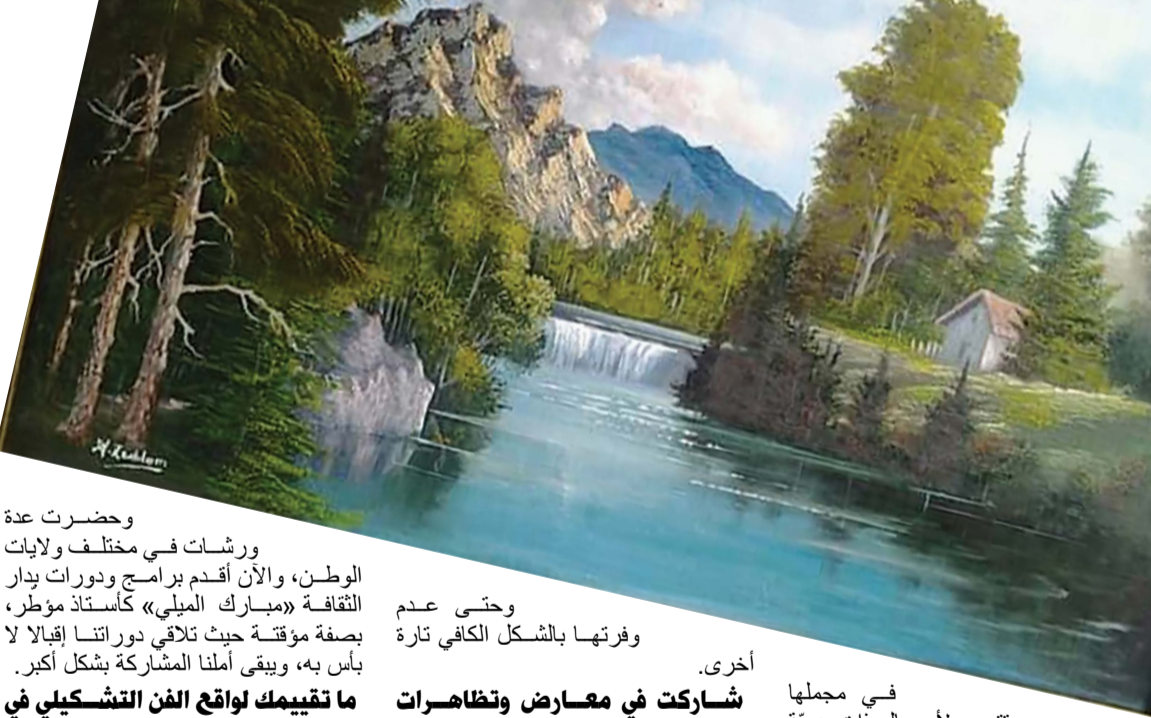 في مجملها
وحتى عدم
وفرتها بالشكل الكافي تارة
أخرى.
شاركت في معارض وتظاهرات
وحضرت عدة
ورشات في مختلف ولايات
الوطن، والآن أقدم برامج ودورات بدار
الثقافة «مبارك الميلي» كأستاذ مؤطر،
بصفة مؤقتة حيث تلاقي دوراتنا إقبالا لا
بأس به، ويبقى أملنا المشاركة بشكل أكبر.
ما تقييمك لواقع الفن التشكيلي في